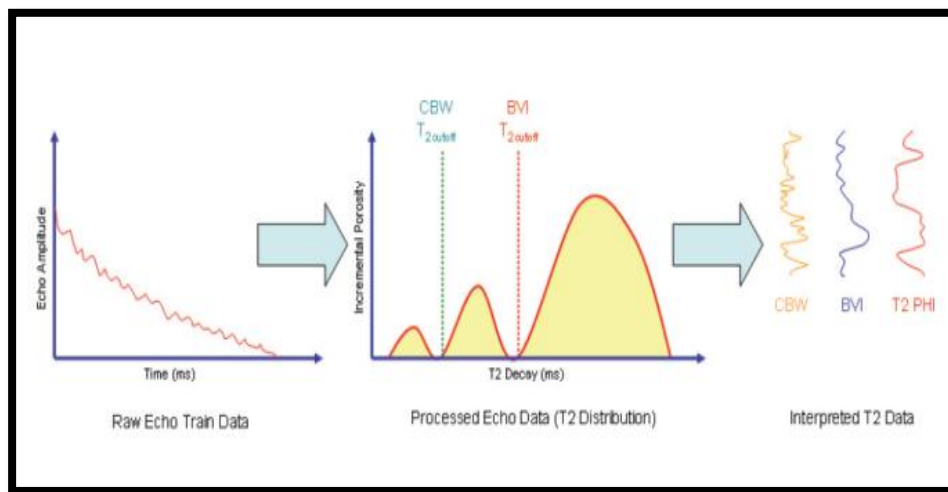 CBW
T2cutoff
BVI
T2cutoff
Echo Amplitude
Time (ms)
Incremental Porosity
T2 Decay (ms)
CBW
BVI
T2 PHI
Raw Echo Train Data
Processed Echo Data (T2 Distribution)
Interpreted T2 Data